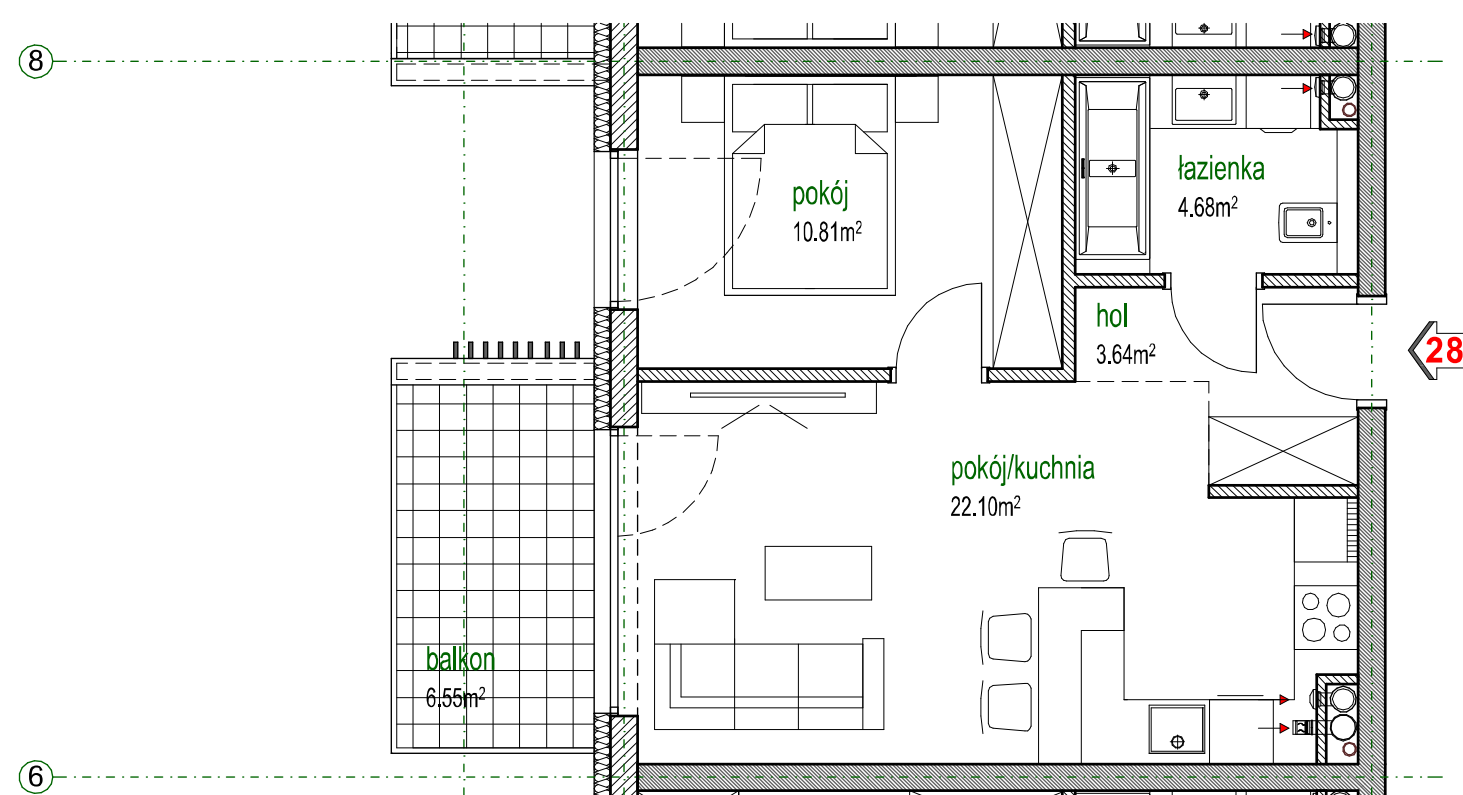 8
pokój
10.81m²
łazienka
4.68m²
hol
3.64m²
28
pokój/kuchnia
22.10m²
balkon
6.55m²
6